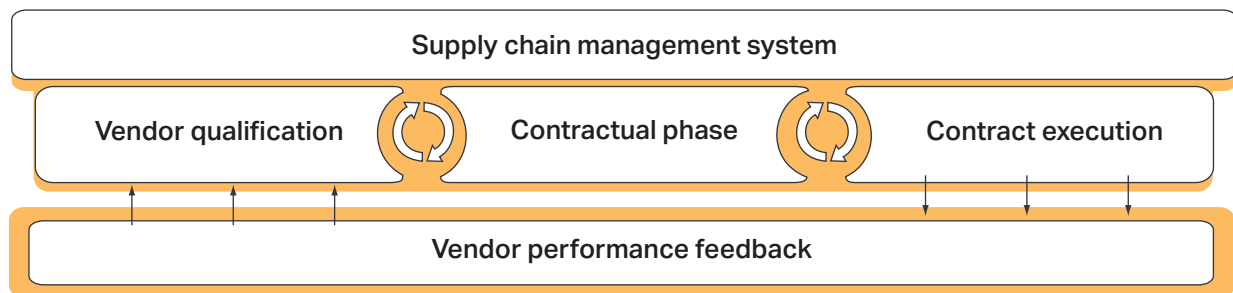 Supply chain management system
Vendor qualification
Contractual phase
Contract execution
Vendor performance feedback